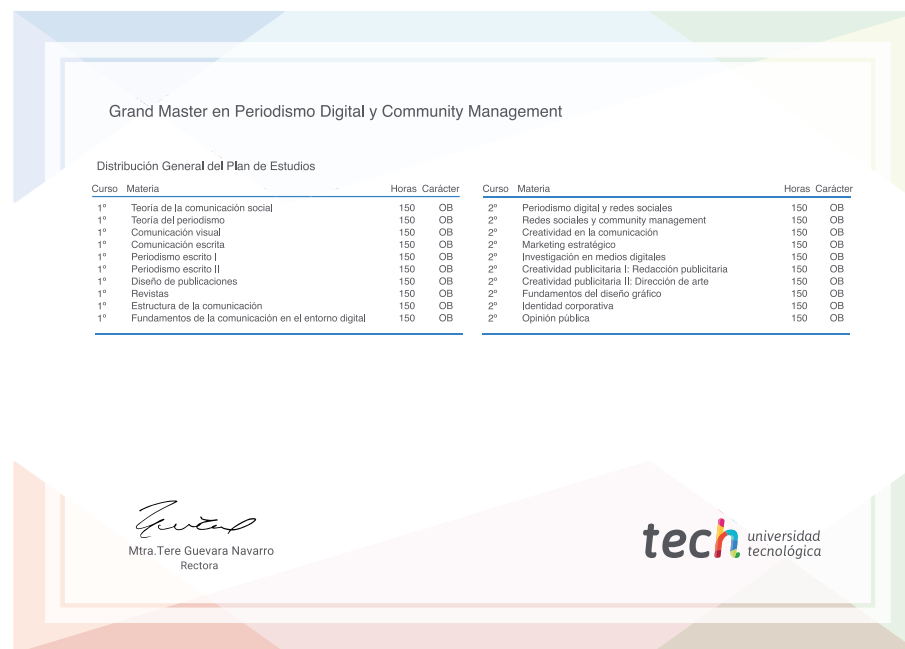 Grand Master en Periodismo Digital y Community Management
Distribución General del Plan de Estudios
Curso Materia Horas Carácter
1º Teoría de la comunicación social 150 OB
1º Teoría del periodismo 150 OB
1º Comunicación visual 150 OB
1º Comunicación escrita 150 OB
1º Periodismo escrito I 150 OB
1º Periodismo escrito II 150 OB
1º Diseño de publicaciones 150 OB
1º Revistas 150 OB
1º Estructura de la comunicación 150 OB
1º Fundamentos de la comunicación en el entorno digital 150 OB
Curso Materia Horas Carácter
2º Periodismo digital y redes sociales 150 OB
2º Redes sociales y community management 150 OB
2º Creatividad en la comunicación 150 OB
2º Marketing estratégico 150 OB
2º Investigación en medios digitales 150 OB
2º Creatividad publicitaria I: Redacción publicitaria 150 OB
2º Creatividad publicitaria II: Dirección de arte 150 OB
2º Fundamentos del diseño gráfico 150 OB
2º Identidad corporativa 150 OB
2º Opinión pública 150 OB
Mtra.Tere Guevara Navarro
Rectora
tech universidad
tecnológica